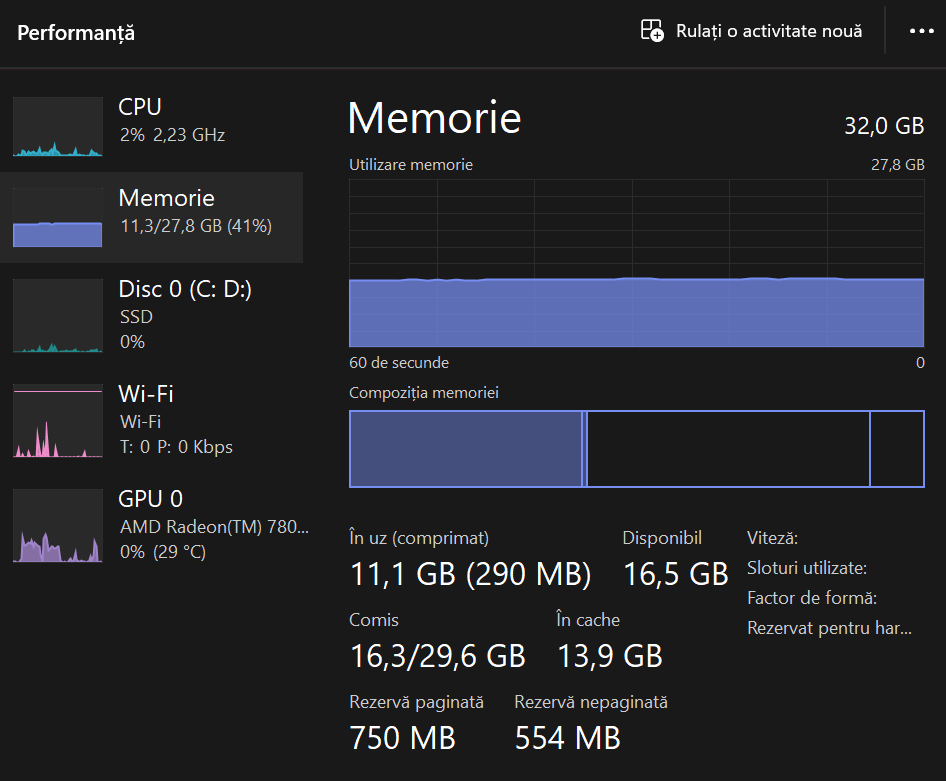 Performanță
Rulați o activitate nouă
CPU
2% 2,23 GHz
Memorie
11,3/27,8 GB (41%)
Disc 0 (C: D:)
SSD
0%
Wi-Fi
Wi-Fi
T: 0 P: 0 Kbps
GPU 0
AMD Radeon(TM) 780...
0% (29 °C)
Memorie
32,0 GB
Utilizare memorie
27,8 GB
60 de secunde
0
Compoziția memoriei
În uz (comprimat)
11,1 GB (290 MB)
Disponibil
16,5 GB
Comis
16,3/29,6 GB
În cache
13,9 GB
Rezervă paginată
750 MB
Rezervă nepaginată
554 MB
Viteză:
Sloturi utilizate:
Factor de formă:
Rezervat pentru har...